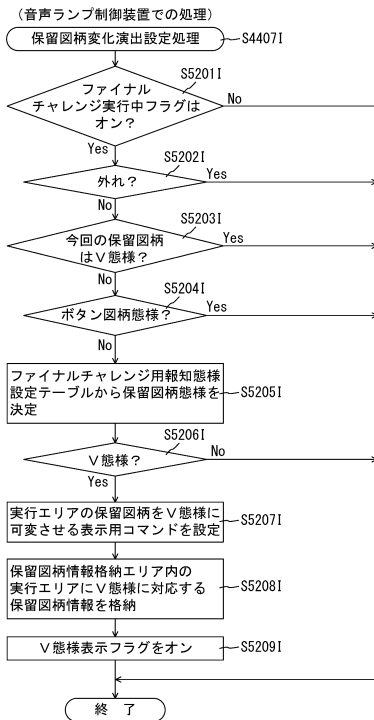 (音声ランプ制御装置での処理)
保留図柄変化演出設定処理
S4407I
S5201I
ファイナル
チャレンジ実行中フラグは
オン?
No
Yes
S5202I
外れ?
Yes
No
S5203I
今回の保留図柄
はV態様?
Yes
No
S5204I
ボタン図柄態様?
Yes
No
ファイナルチャレンジ用報知態様
設定テーブルから保留図柄態様を
決定
S5205I
S5206I
V態様?
No
Yes
実行エリアの保留図柄をV態様に
可変させる表示用コマンドを設定
S5207I
保留図柄情報格納エリア内の
実行エリアにV態様に対応する
保留図柄情報を格納
S5208I
V態様表示フラグをオン
S5209I
終 了